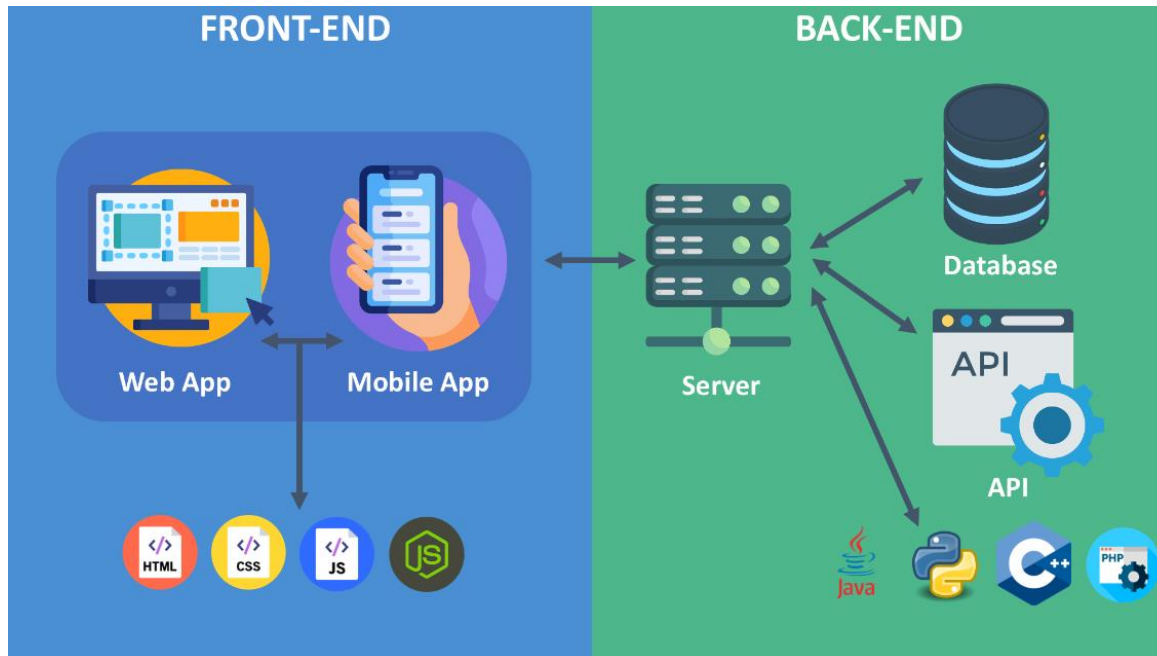 FRONT-END
BACK-END
Web App
Mobile App
Server
Database
API
API
</> HTML
</> CSS
</> JS
JS
Java
C++
PHP